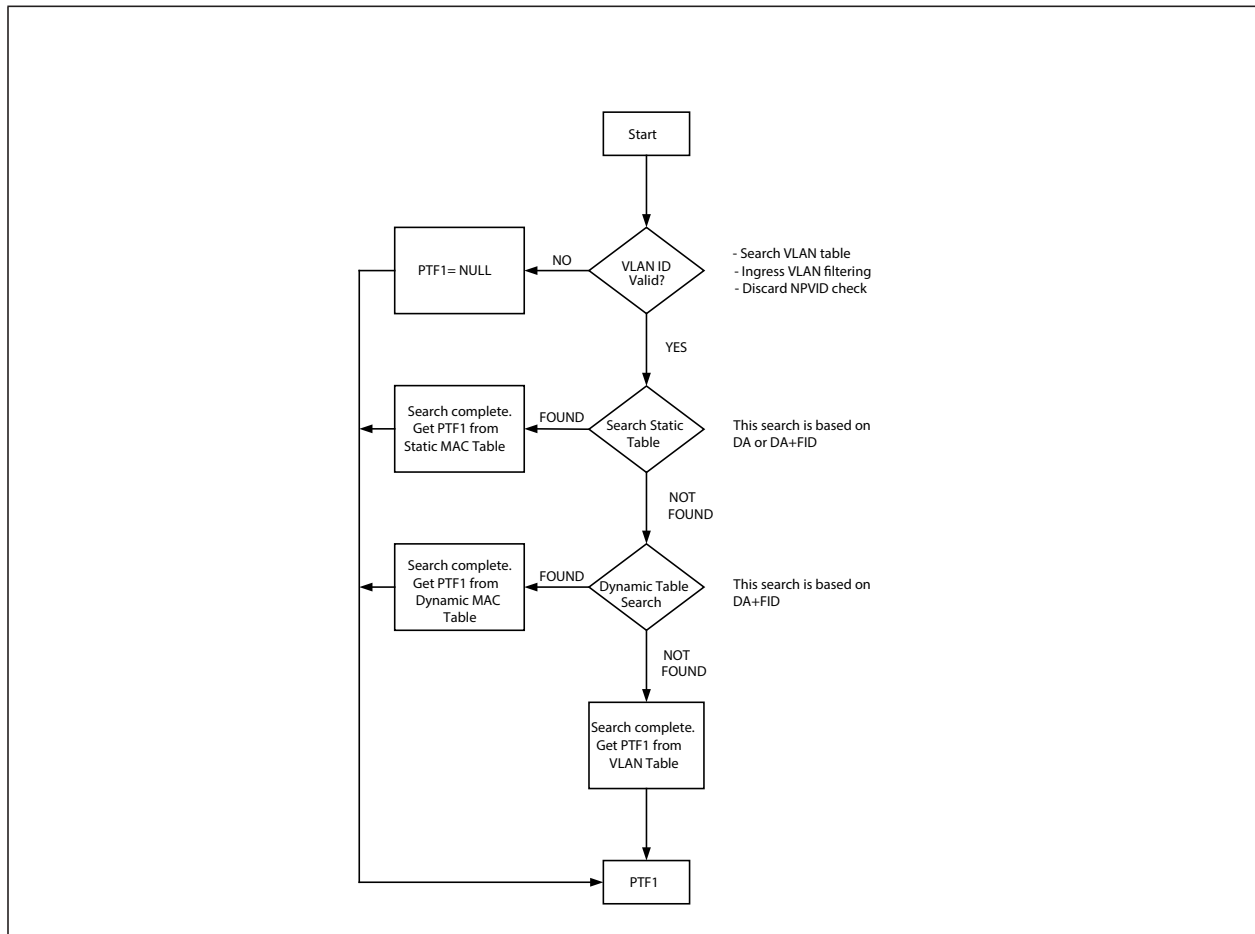 Start
PTF1= NULL
NO
VLAN ID
Valid?
- Search VLAN table
- Ingress VLAN filtering
- Discard NPVID check
YES
Search complete.
Get PTF1 from
Static MAC Table
FOUND
Search Static
Table
This search is based on
DA or DA+FID
NOT
FOUND
Search complete.
Get PTF1 from
Dynamic MAC
Table
FOUND
Dynamic Table
Search
This search is based on
DA+FID
NOT
FOUND
Search complete.
Get PTF1 from
VLAN Table
PTF1